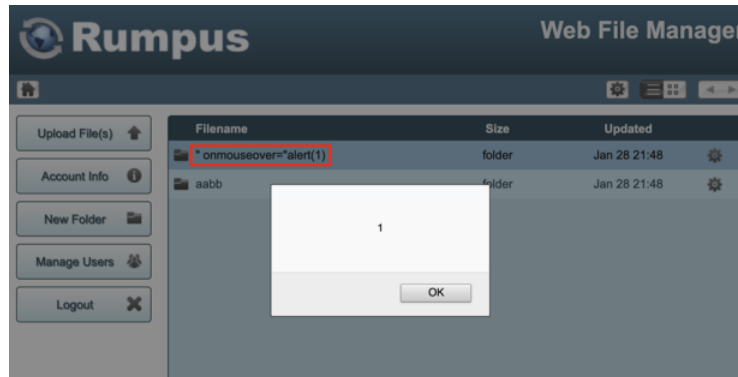 Rumpus
Web File Manager
Upload File(s)
Account Info
New Folder
Manage Users
Logout
Filename Size Updated
" onmouseover="alert(1) folder Jan 28 21:48
aabb folder Jan 28 21:48
1
OK